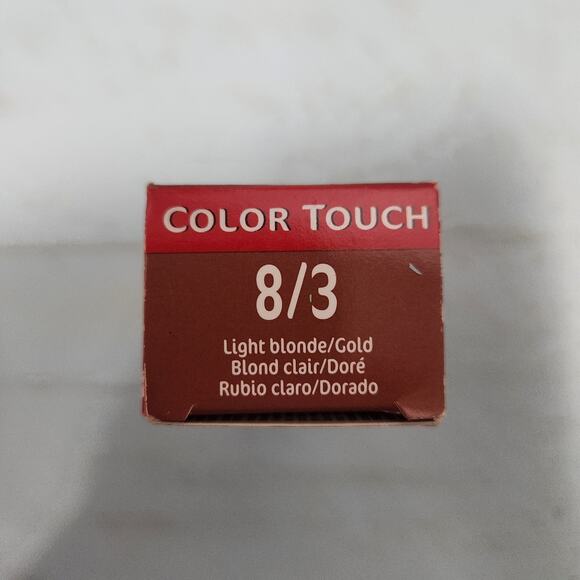 COLOR TOUCH
8/3
Light blonde/Gold
Blond clair/Doré
Rubio claro/Dorado